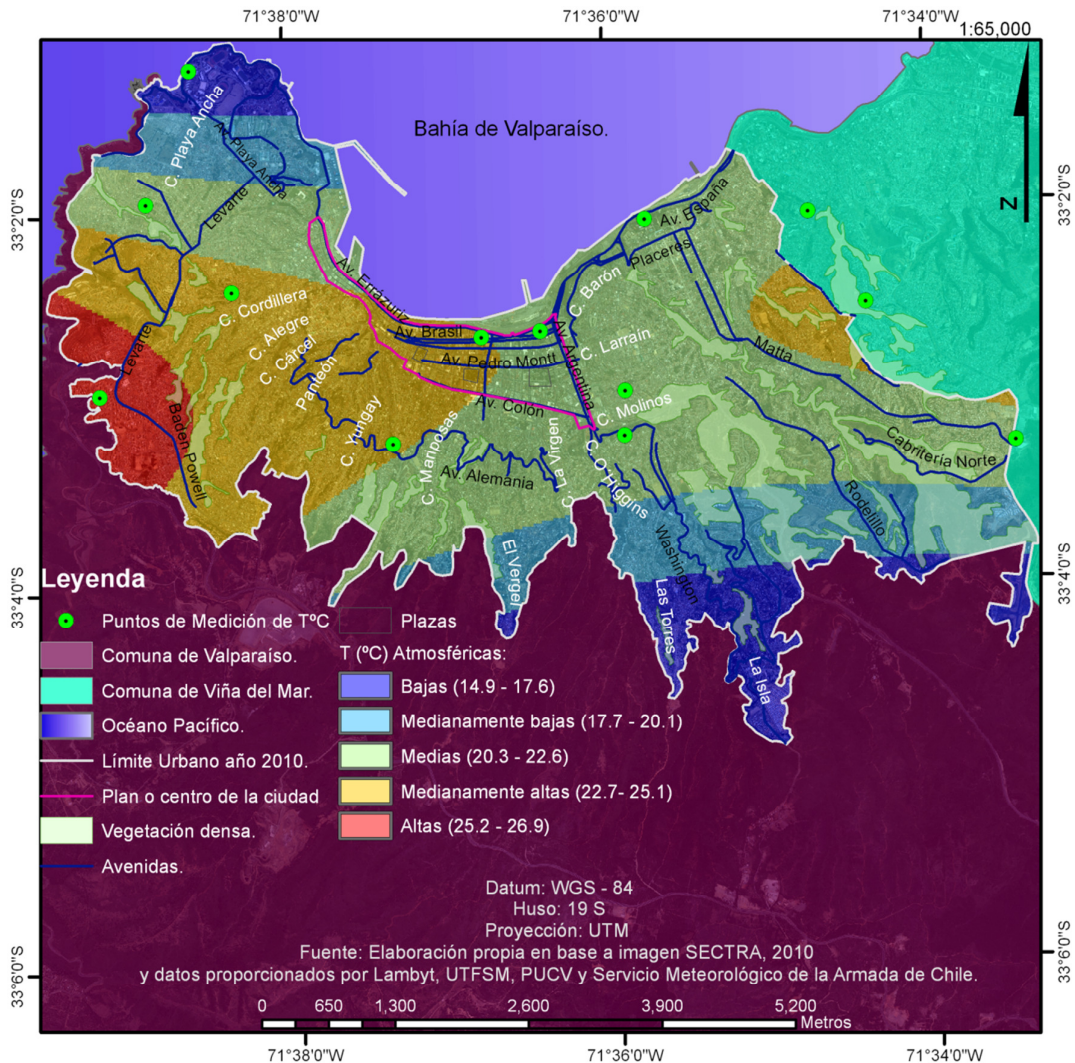 71°38'0"W
71°36'0"W
71°34'0"W
1:65,000
Bahía de Valparaíso.
N
33°2'0"S
33°2'0"S
C. Playa Ancha
Av. Playa Ancha
Levarte
Av. España
Placeres
C. Barón
Av. Errázuriz
C. Cordillera
C. Alegre
C. Cárcel
Panteón
Av. Brasil
Av. Pedro Montt
Av. Argentina
C. Larraín
Matta
Levarte
Av. Colón
C. Molinos
Baden Powell
C. Yungay
C. Mariposas
Av. Alemania
C. La Virgen
C. O'Higgins
Cabritería Norte
Rodelillo
El Vergel
Washington
Las Torres
La Isla
33°4'0"S
33°4'0"S
Leyenda
Puntos de Medición de TºC
Comuna de Valparaíso.
Comuna de Viña del Mar.
Océano Pacífico.
Límite Urbano año 2010.
Plan o centro de la ciudad
Vegetación densa.
Avenidas.
Plazas
T (ºC) Atmosféricas:
Bajas (14.9 - 17.6)
Medianamente bajas (17.7 - 20.1)
Medias (20.3 - 22.6)
Medianamente altas (22.7- 25.1)
Altas (25.2 - 26.9)
Datum: WGS - 84
Huso: 19 S
Proyección: UTM
Fuente: Elaboración propia en base a imagen SECTRA, 2010
y datos proporcionados por Lambyt, UTFSM, PUCV y Servicio Meteorológico de la Armada de Chile.
33°6'0"S
33°6'0"S
0 650 1,300 2,600 3,900 5,200
Metros
71°38'0"W
71°36'0"W
71°34'0"W